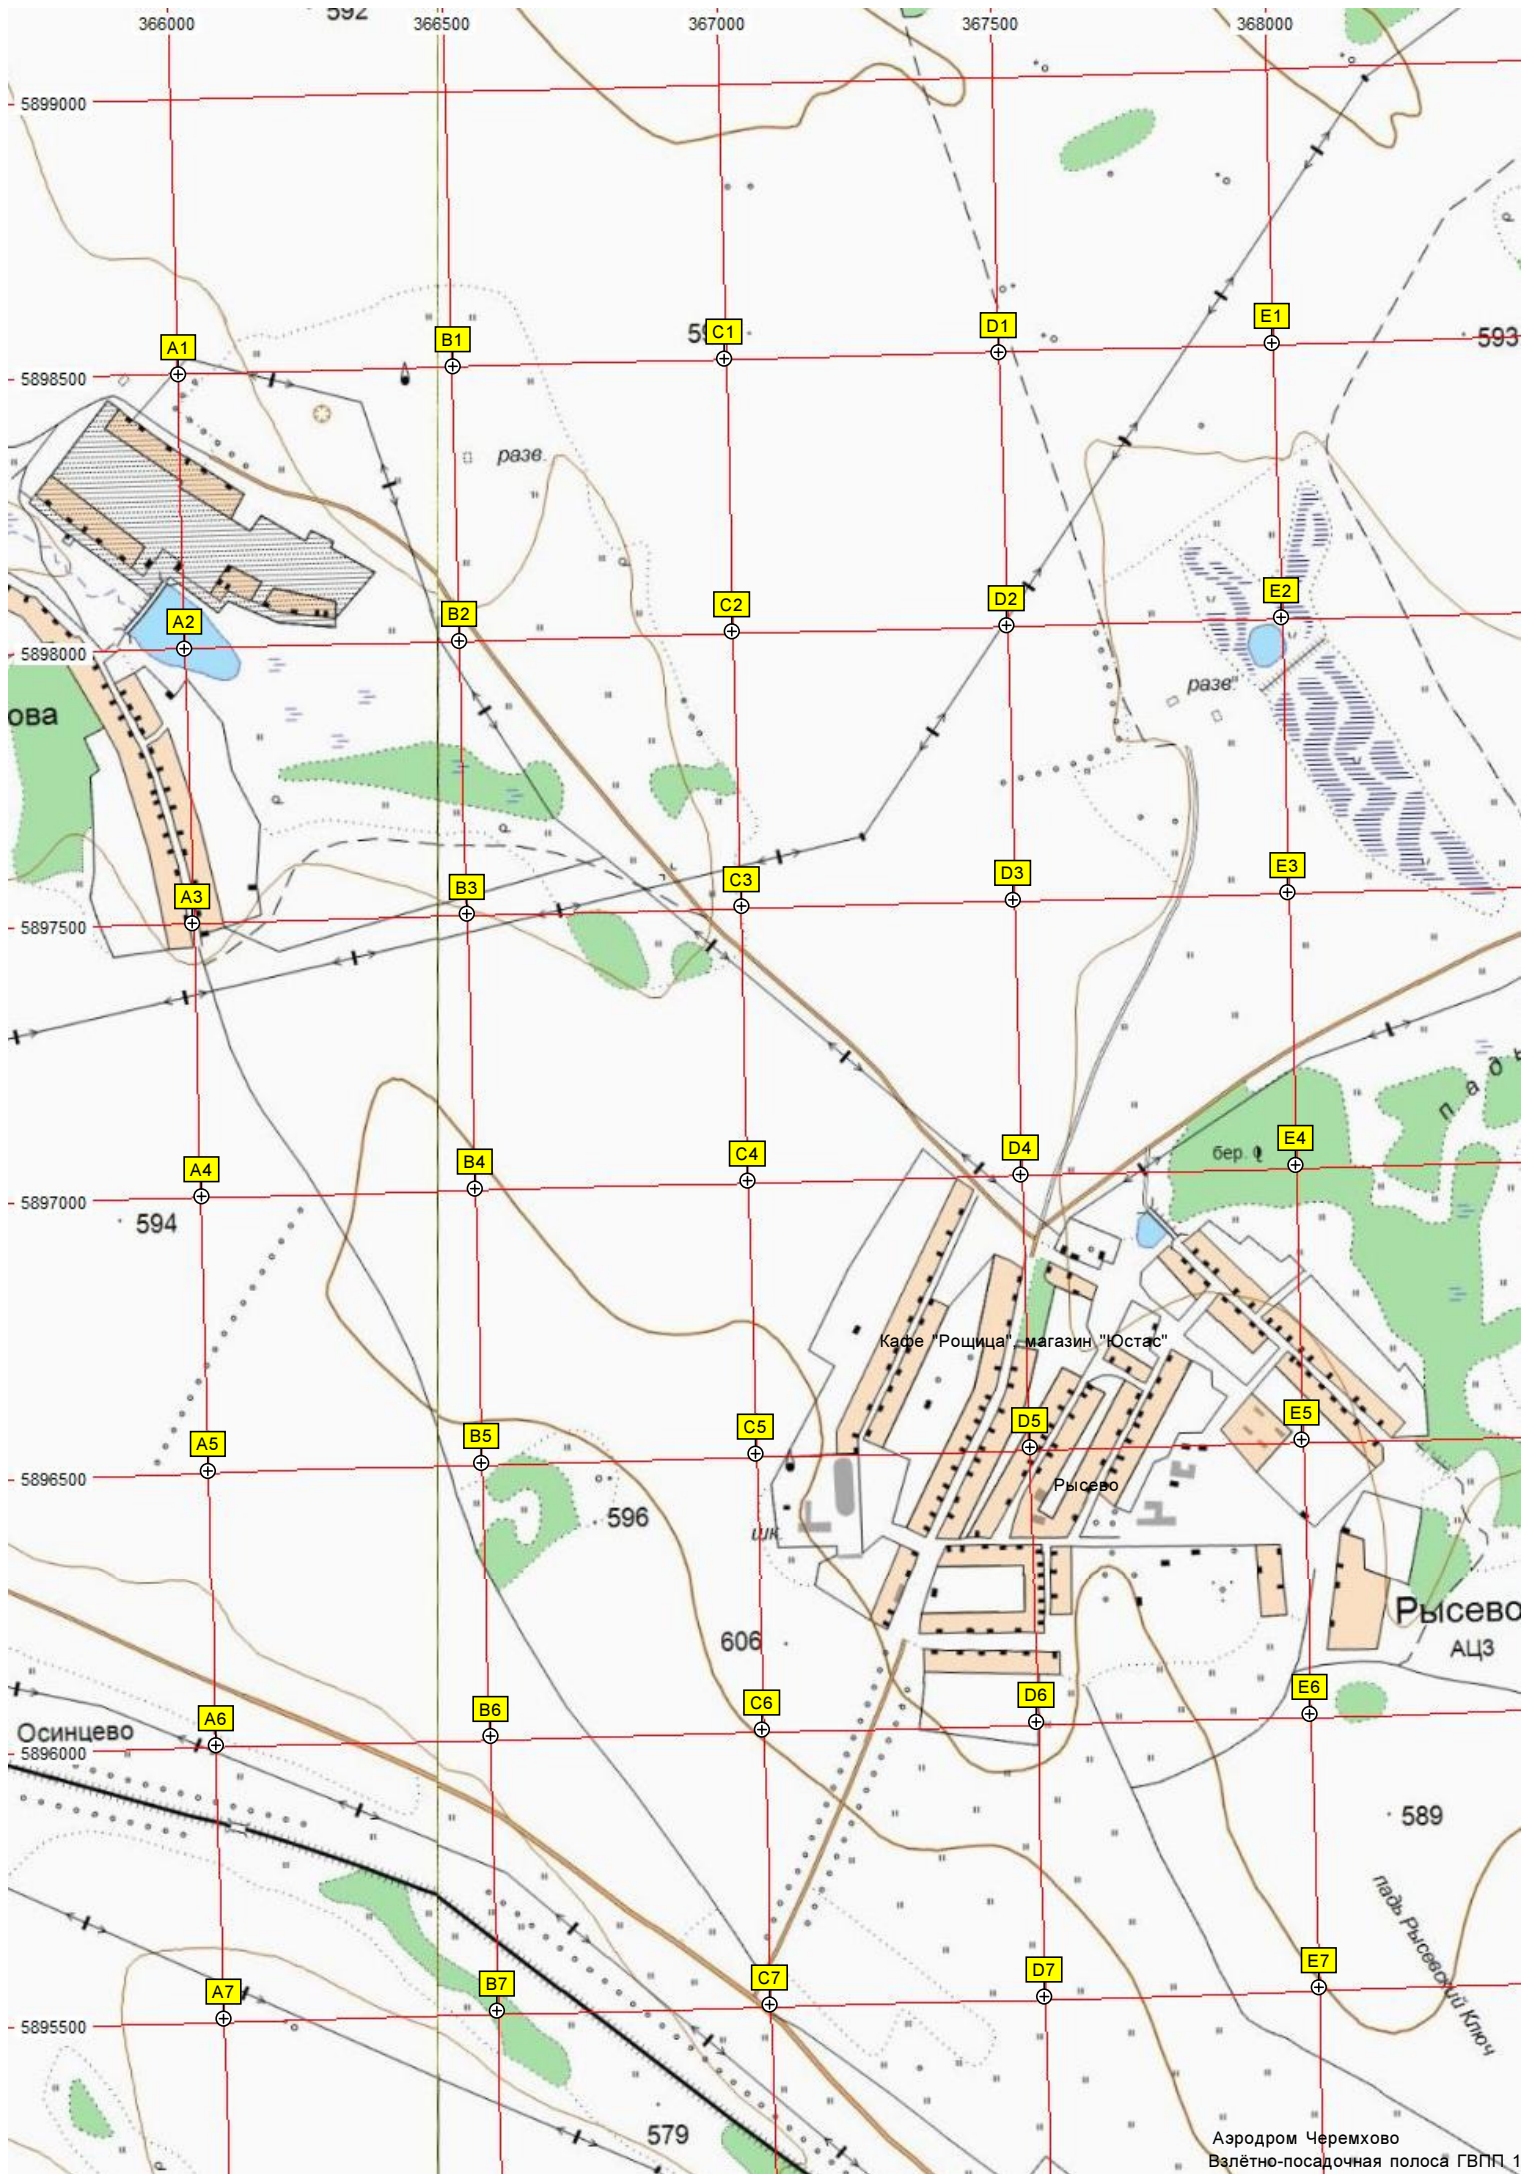 592
366000 366500 367000 367500 368000
5899000
A1 B1 C1 D1 E1
593
5898500
разв.
A2 B2 C2 D2 E2
5898000
разв.
ова
A3 B3 C3 D3 E3
5897500
падь
бер.
A4 B4 C4 D4 E4
5897000
594
Кафе "Рощица", магазин "Юстас"
A5 B5 C5 D5 E5
5896500
Рысево
596
шк.
Рысево
606
АЦЗ
A6 B6 C6 D6 E6
Осинцево
5896000
589
падь Рысевский Ключ
A7 B7 C7 D7 E7
5895500
579
Аэродром Черемхово
Взлётно-посадочная полоса ГВПП 1